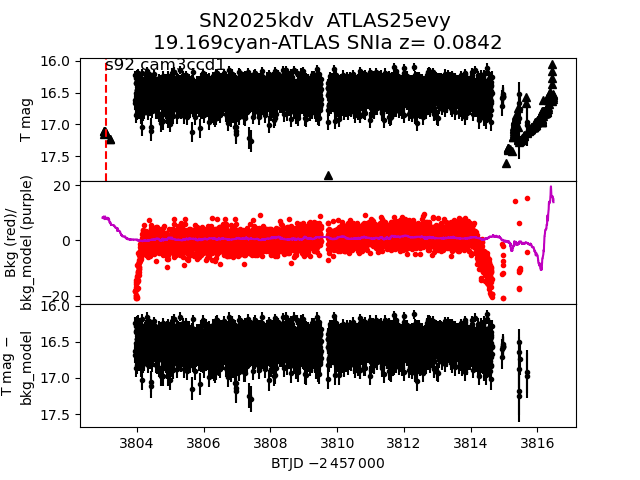 SN2025kdv ATLAS25evy
19.169cyan-ATLAS SNIa z= 0.0842
s92 cam3ccd1
T mag
16.0
16.5
17.0
17.5
Bkg (red)/
bkg_model (purple)
20
0
−20
T mag −
bkg_model
16.0
16.5
17.0
17.5
3804 3806 3808 3810 3812 3814 3816
BTJD −2 457 000